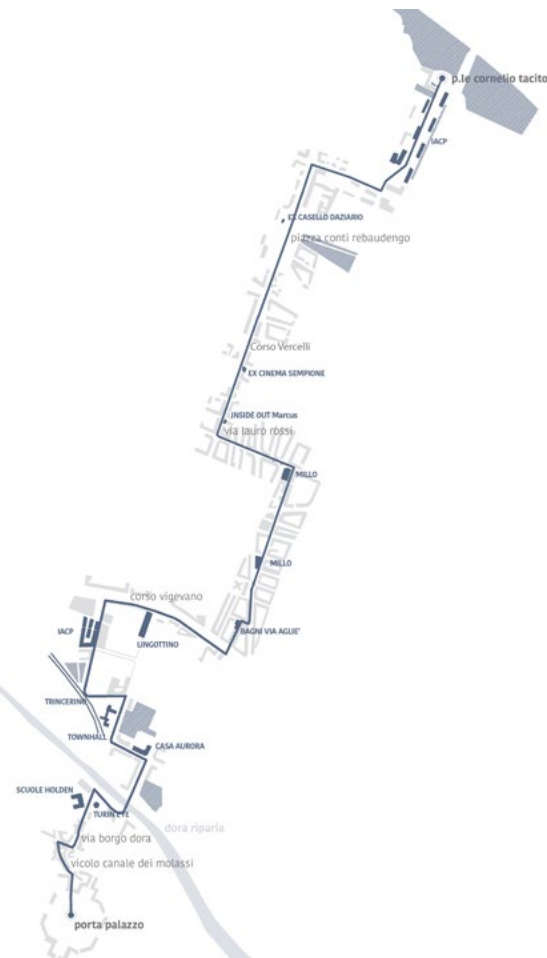 p.le cornelio tacito
IACP
EX CASELLO DAZIARIO
piazza conti rebaudengo
Corso Vercelli
EX CINEMA SEMPIONE
INSIDE OUT Marcus
via lauro rossi
MILLO
MILLO
corso vigevano
IACP
BAGNI VIA AGLIE'
LINGOTTINO
TRINCERINO
TOWNHALL
CASA AURORA
SCUOLE HOLDEN
TURIN EYE
dora riparia
via borgo dora
vicolo canale dei molassi
porta palazzo